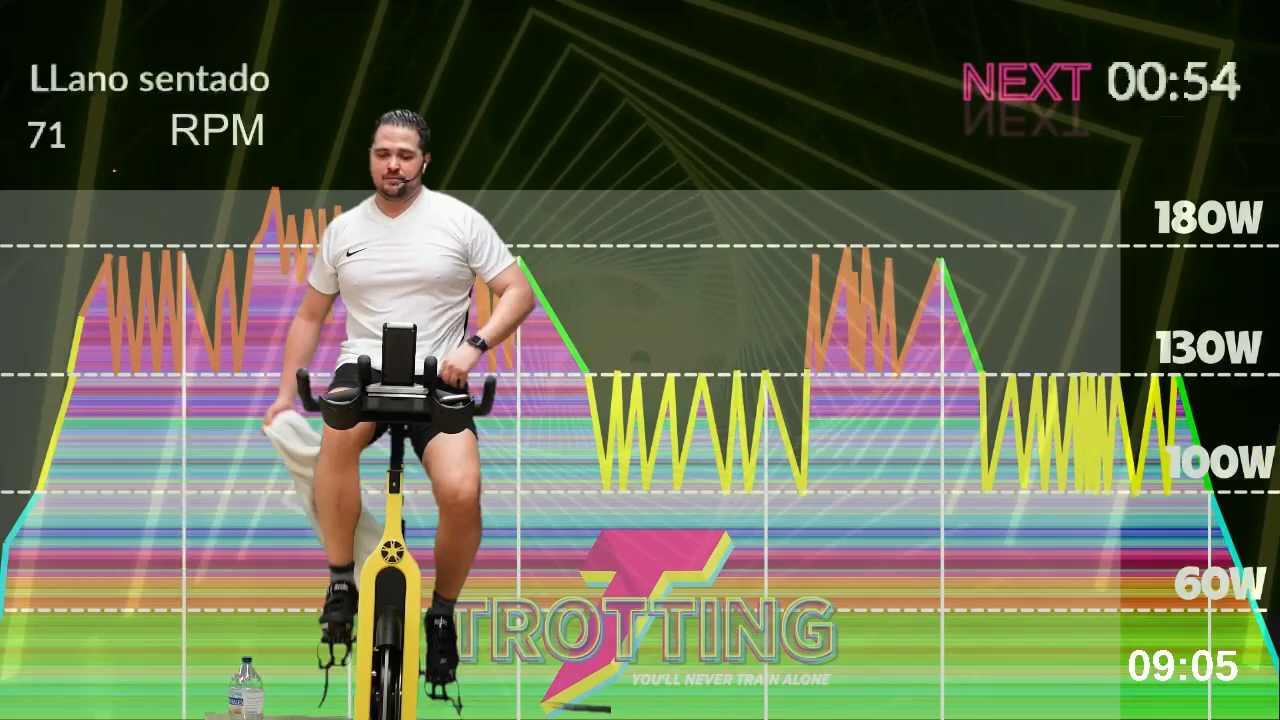 LLano sentado
71 RPM
NEXT 00:54
180W
130W
100W
60W
TROTTING
YOU'LL NEVER TRAIN ALONE
09:05